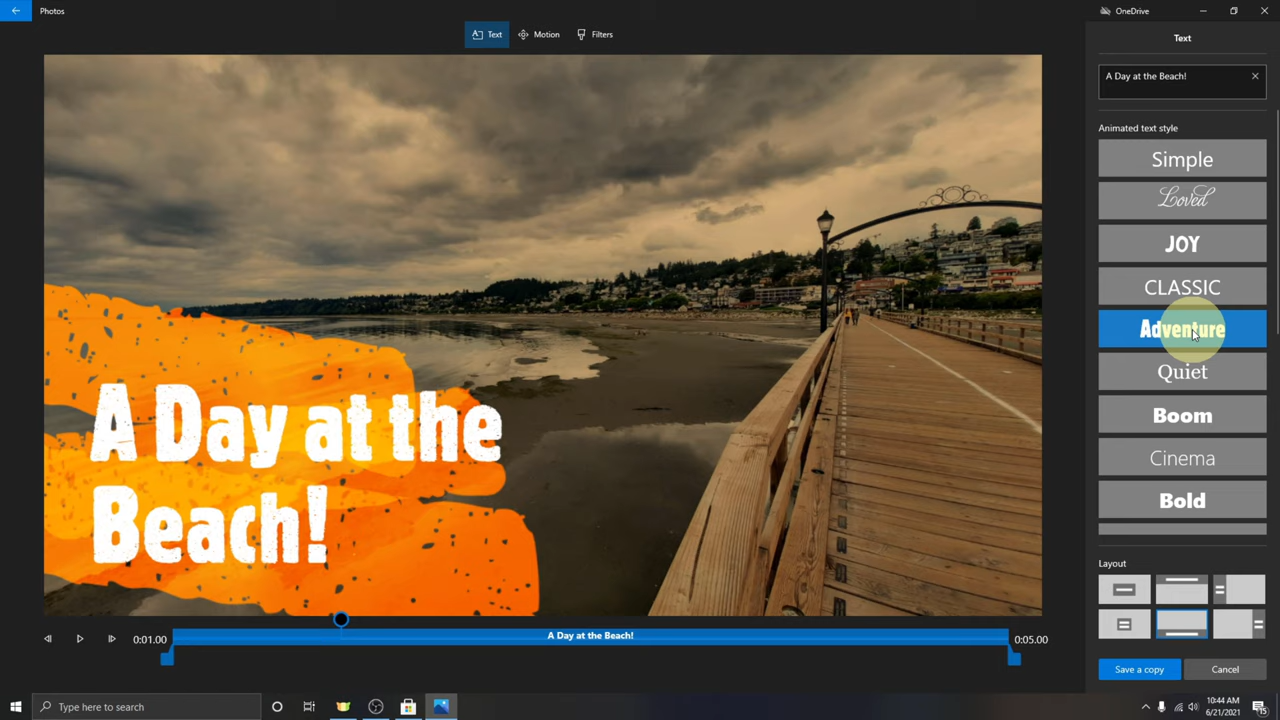 Photos
OneDrive
Text
Motion
Filters
Text
A Day at the Beach!
Animated text style
Simple
Loved
JOY
CLASSIC
Adventure
Quiet
Boom
Cinema
Bold
A Day at the
Beach!
Layout
0:01.00
A Day at the Beach!
0:05.00
Save a copy
Cancel
Type here to search
10:44 AM
6/21/2021
15